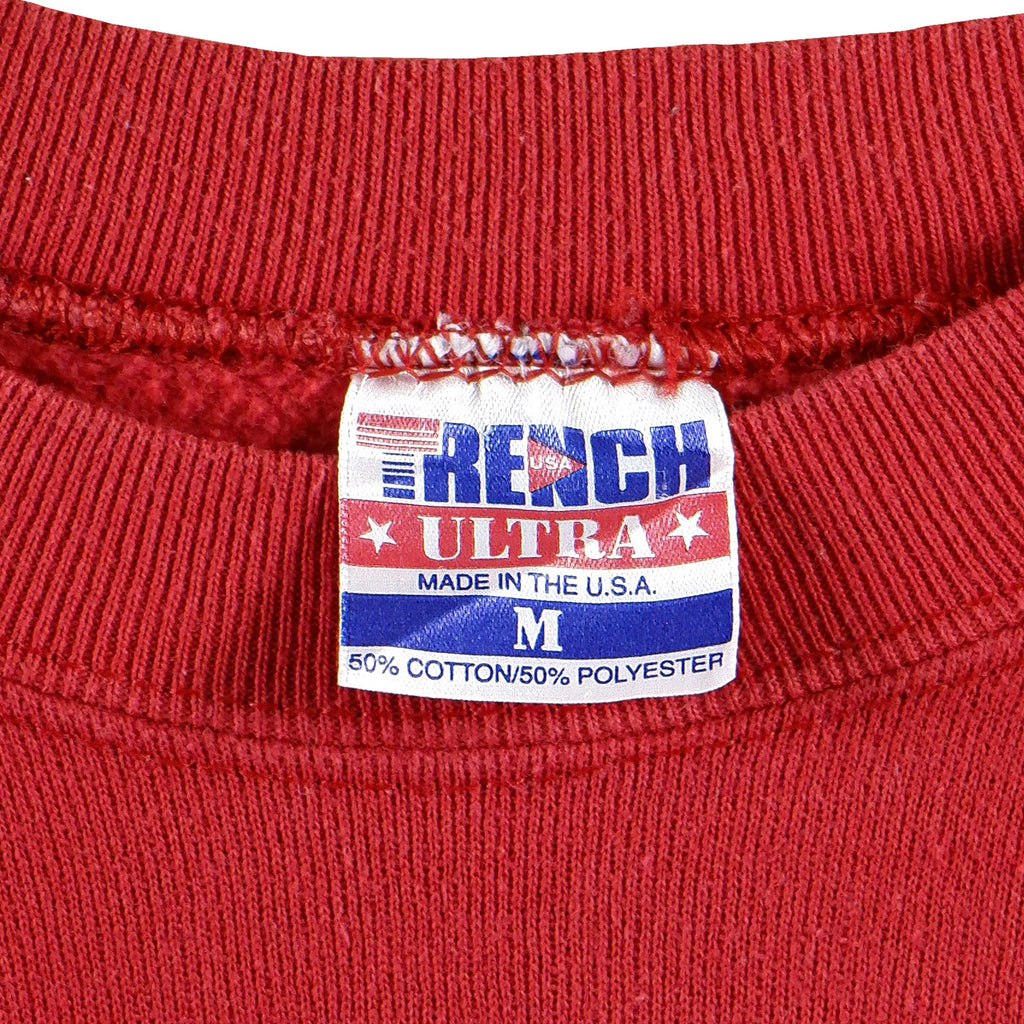 TRENCH
USA
ULTRA
MADE IN THE U.S.A.
M
50% COTTON/50% POLYESTER